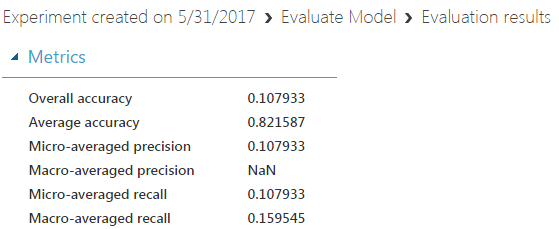 Experiment created on 5/31/2017 › Evaluate Model › Evaluation results
Metrics
Overall accuracy 0.107933
Average accuracy 0.821587
Micro-averaged precision 0.107933
Macro-averaged precision NaN
Micro-averaged recall 0.107933
Macro-averaged recall 0.159545